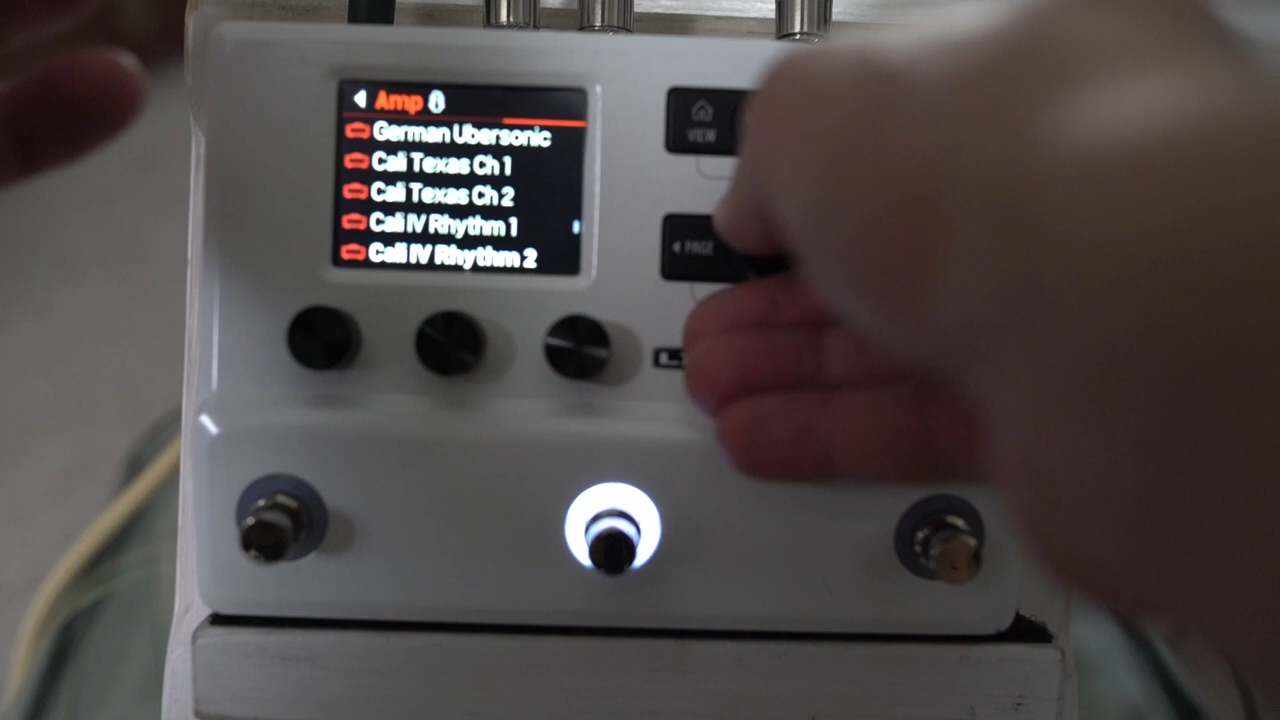 Amp
German Ubersonic
Cali Texas Ch 1
Cali Texas Ch 2
Cali IV Rhythm 1
Cali IV Rhythm 2
VIEW
PAGE